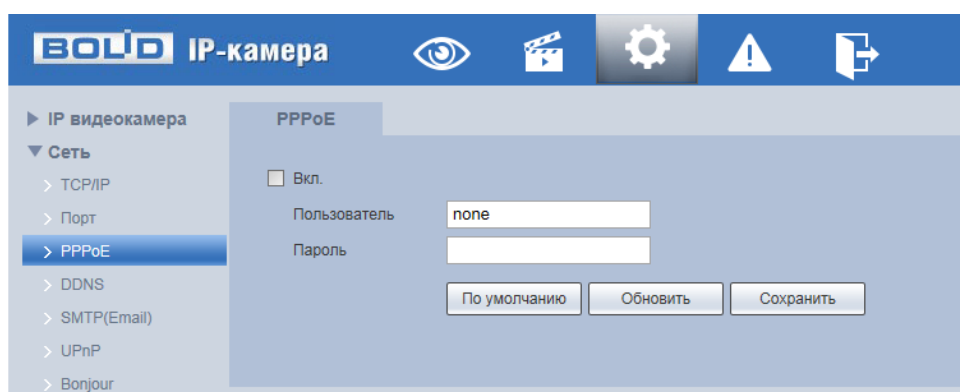 BOLID IP-камера
IP видеокамера
Сеть
TCP/IP
Порт
PPPoE
DDNS
SMTP(Email)
UPnP
Bonjour
PPPoE
Вкл.
Пользователь none
Пароль
По умолчанию Обновить Сохранить